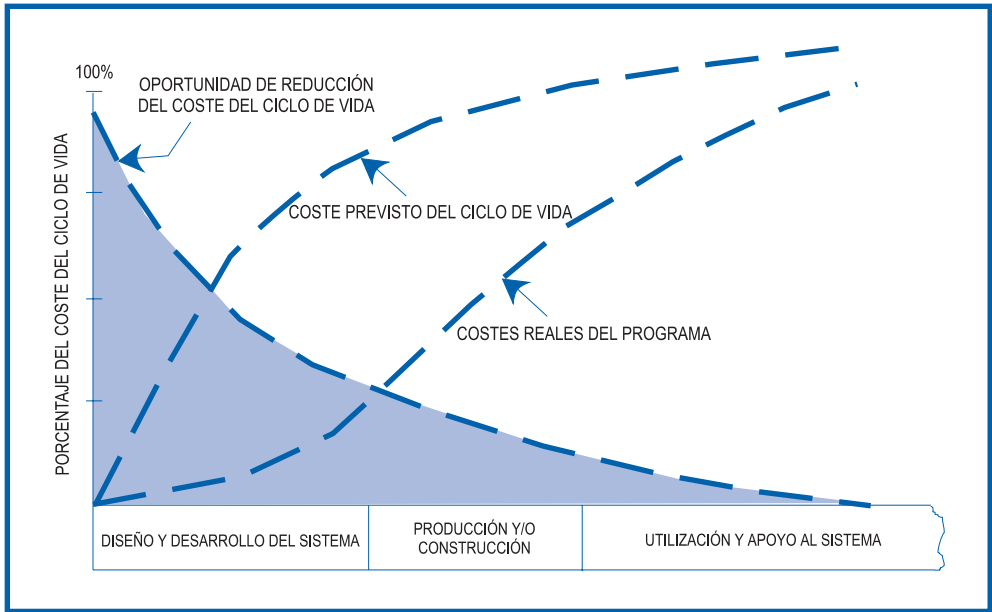 100%
OPORTUNIDAD DE REDUCCIÓN
DEL COSTE DEL CICLO DE VIDA
PORCENTAJE DEL COSTE DEL CICLO DE VIDA
COSTE PREVISTO DEL CICLO DE VIDA
COSTES REALES DEL PROGRAMA
DISEÑO Y DESARROLLO DEL SISTEMA
PRODUCCIÓN Y/O
CONSTRUCCIÓN
UTILIZACIÓN Y APOYO AL SISTEMA